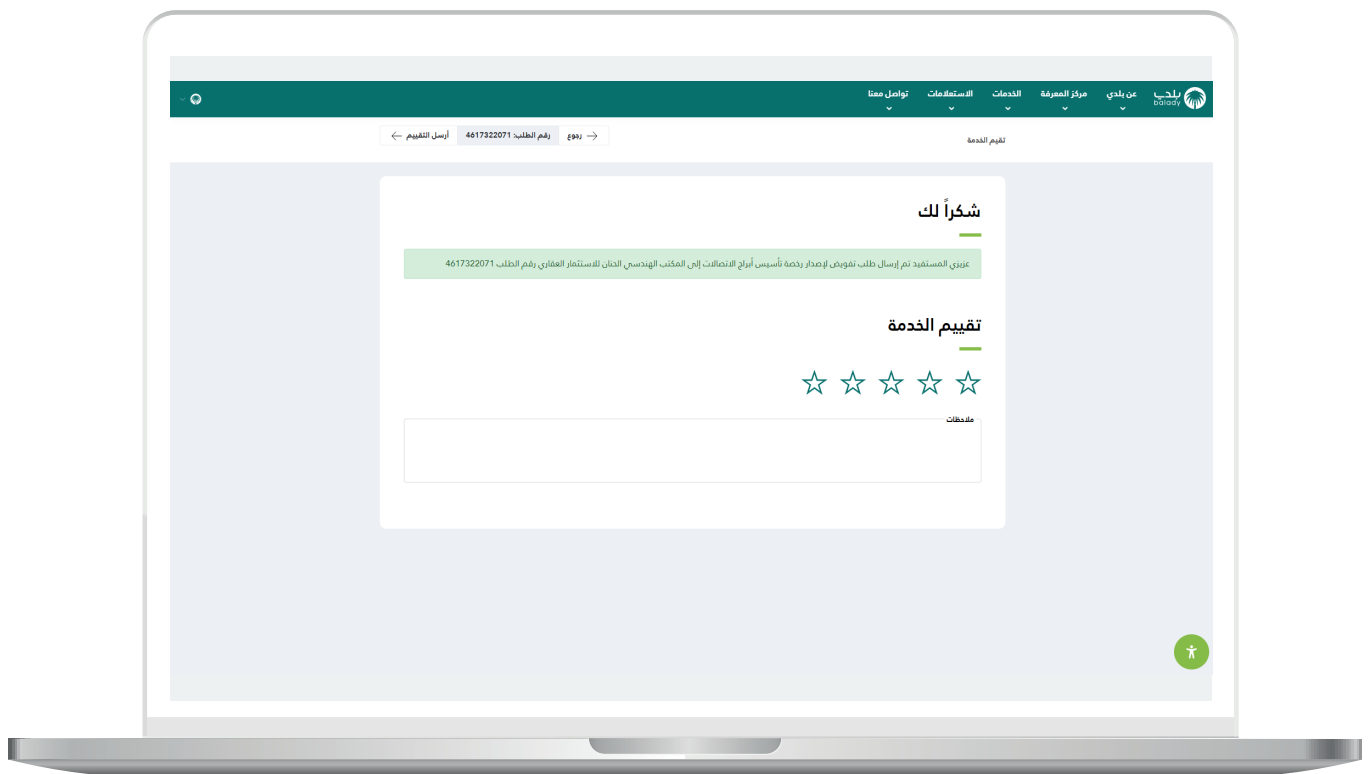 بلدي
balady
عن بلدي
مركز المعرفة
الخدمات
الاستعلامات
تواصل معنا
تقيم الخدمة
رجوع
رقم الطلب: 4617322071
أرسل التقييم
شكراً لك
عزيزي المستفيد تم إرسال طلب تفويض لإصدار رخصة تأسيس أبراج الاتصالات إلى المكتب الهندسي الحنان للاستثمار العقاري رقم الطلب 4617322071
تقييم الخدمة
ملاحظات